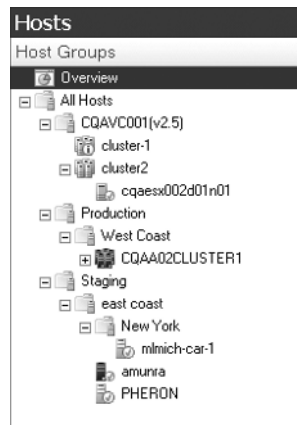 Hosts
Host Groups
Overview
All Hosts
CQAVC001(v2.5)
cluster-1
cluster2
cqaesx002d01n01
Production
West Coast
CQAA02CLUSTER1
Staging
east coast
New York
mlmich-car-1
amunra
PHERON